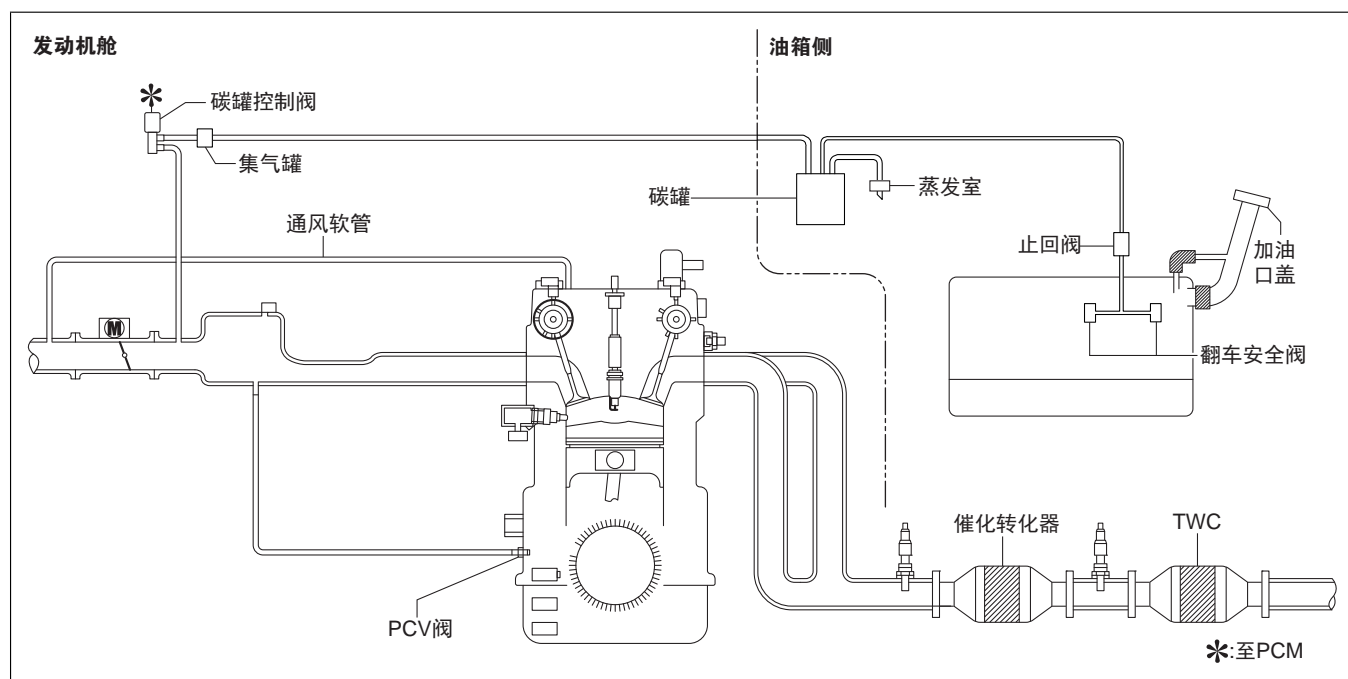 发动机舱
油箱侧
碳罐控制阀
集气罐
碳罐
蒸发室
通风软管
止回阀
加油
口盖
M
翻车安全阀
催化转化器
TWC
PCV阀
*:至PCM